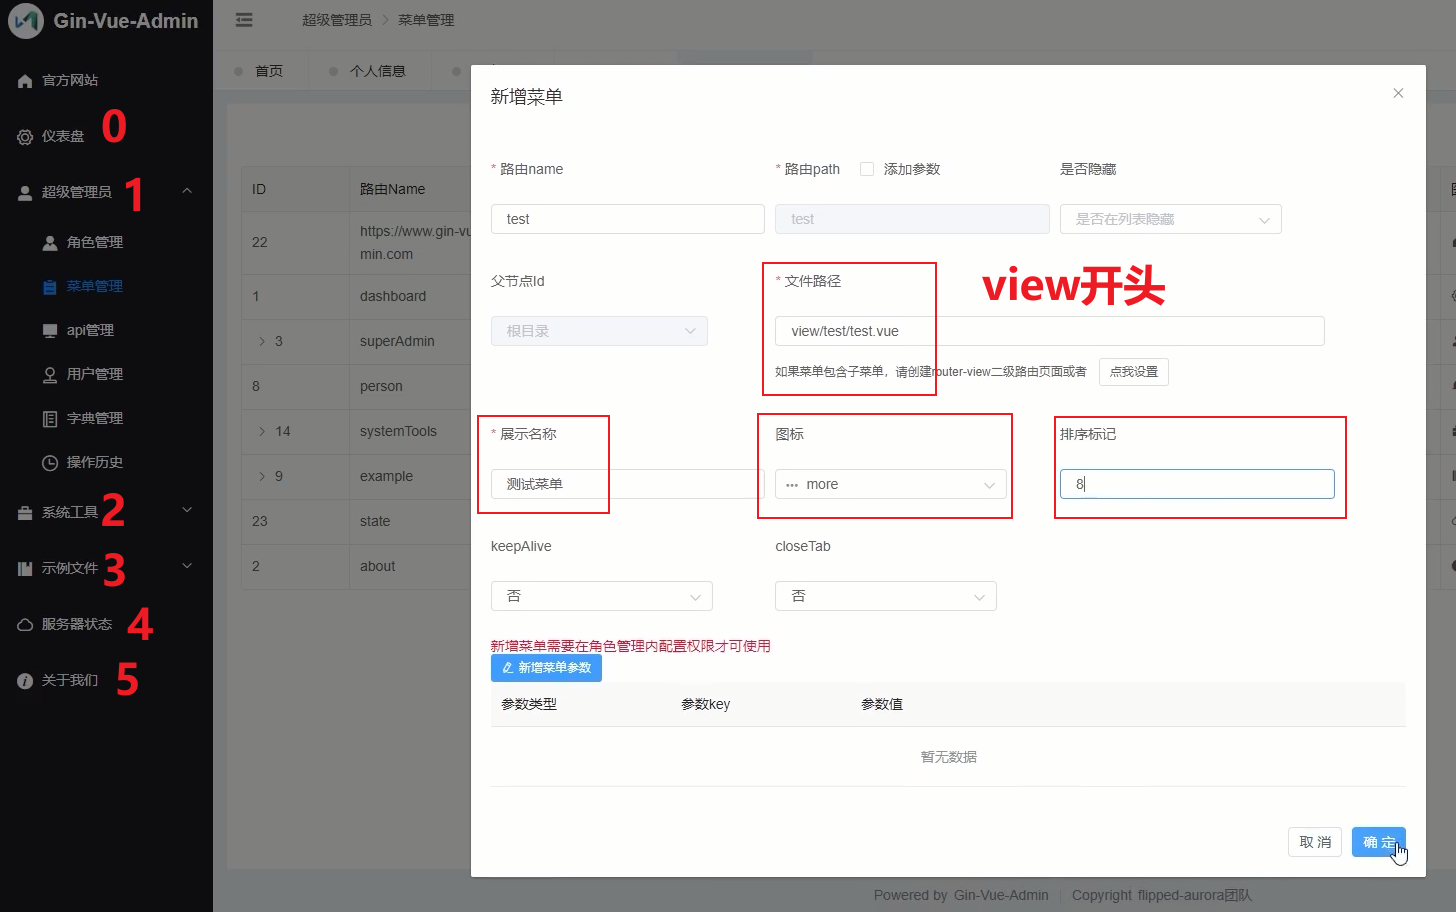 Gin-Vue-Admin
官方网站
仪表盘 0
超级管理员 1
角色管理
菜单管理
api管理
用户管理
字典管理
操作历史
系统工具 2
示例文件 3
服务器状态 4
关于我们 5
超级管理员 > 菜单管理
首页 个人信息
ID 路由Name
22 https://www.gin-vu
min.com
1 dashboard
3 superAdmin
8 person
14 systemTools
9 example
23 state
2 about
新增菜单
* 路由name * 路由path 添加参数 是否隐藏
test test 是否在列表隐藏
父节点Id * 文件路径 view开头
根目录 view/test/test.vue
如果菜单包含子菜单，请创建router-view二级路由页面或者 点我设置
* 展示名称 图标 排序标记
测试菜单 more 8
keepAlive closeTab
否 否
新增菜单需要在角色管理内配置权限才可使用
新增菜单参数
参数类型 参数key 参数值
暂无数据
取 消 确 定
Powered by Gin-Vue-Admin Copyright flipped-aurora团队